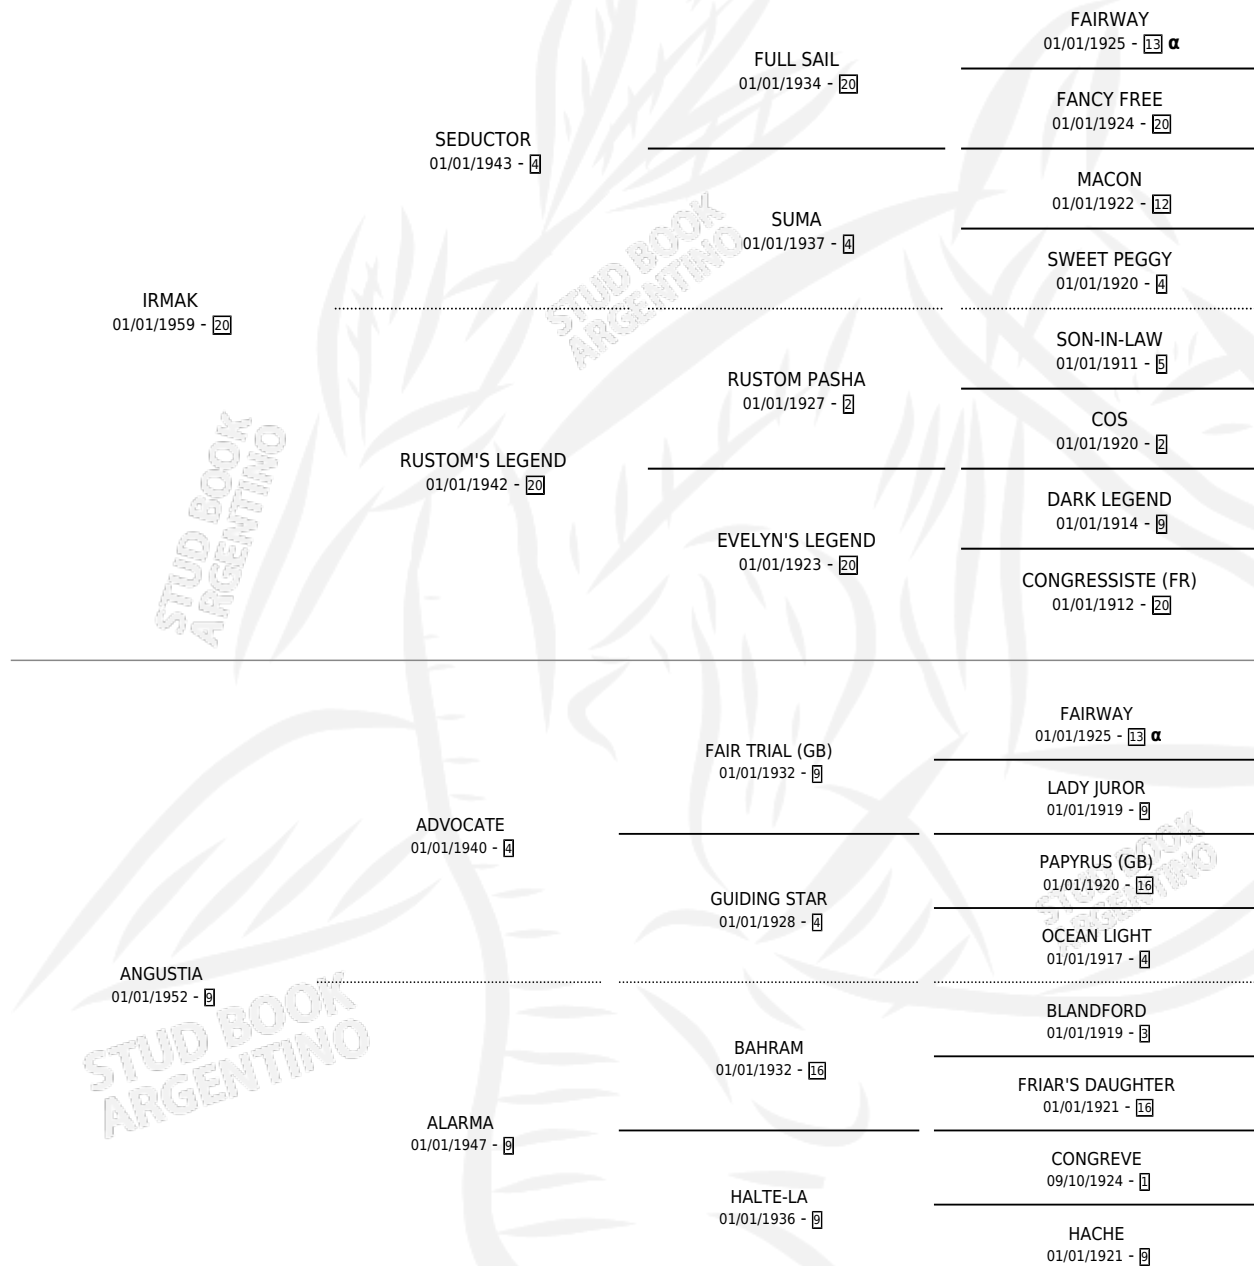 FAIRWAY
01/01/1925 - 13 α
FULL SAIL
01/01/1934 - 20
FANCY FREE
01/01/1924 - 20
SEDUCTOR
01/01/1943 - 4
MACON
01/01/1922 - 12
SUMA
01/01/1937 - 4
SWEET PEGGY
01/01/1920 - 4
IRMAK
01/01/1959 - 20
SON-IN-LAW
01/01/1911 - 5
RUSTOM PASHA
01/01/1927 - 2
COS
01/01/1920 - 2
RUSTOM'S LEGEND
01/01/1942 - 20
DARK LEGEND
01/01/1914 - 9
EVELYN'S LEGEND
01/01/1923 - 20
CONGRESSISTE (FR)
01/01/1912 - 20
STUD BOOK
ARGENTINO
STUD BOOK
ARGENTINO
FAIRWAY
01/01/1925 - 13 α
FAIR TRIAL (GB)
01/01/1932 - 9
LADY JUROR
01/01/1919 - 9
ADVOCATE
01/01/1940 - 4
PAPYRUS (GB)
01/01/1920 - 16
GUIDING STAR
01/01/1928 - 4
OCEAN LIGHT
01/01/1917 - 4
STUD BOOK
ARGENTINO
ANGUSTIA
01/01/1952 - 9
BLANDFORD
01/01/1919 - 3
BAHRAM
01/01/1932 - 16
FRIAR'S DAUGHTER
01/01/1921 - 16
ALARMA
01/01/1947 - 9
CONGREVE
09/10/1924 - 1
HALTE-LA
01/01/1936 - 9
HACHE
01/01/1921 - 9
STUD BOOK
ARGENTINO